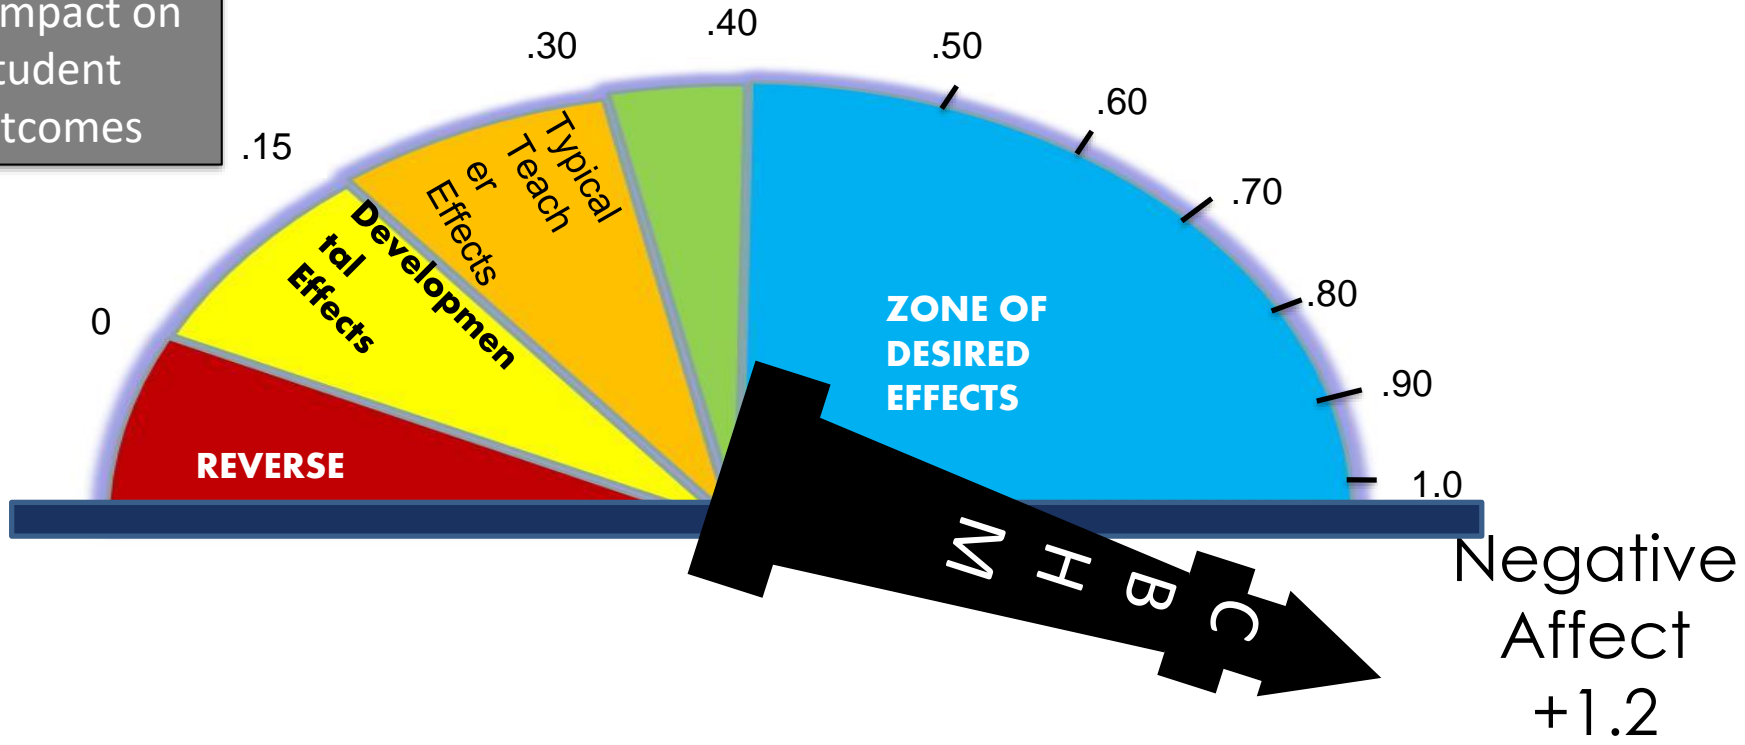 mpact on
tudent
tcomes
0
.15
.30
.40
.50
.60
.70
.80
.90
1.0
REVERSE
Developmen
tal
Effects
Typical
Teach
er
Effects
ZONE OF
DESIRED
EFFECTS
M H B C
Negative
Affect
+1.2